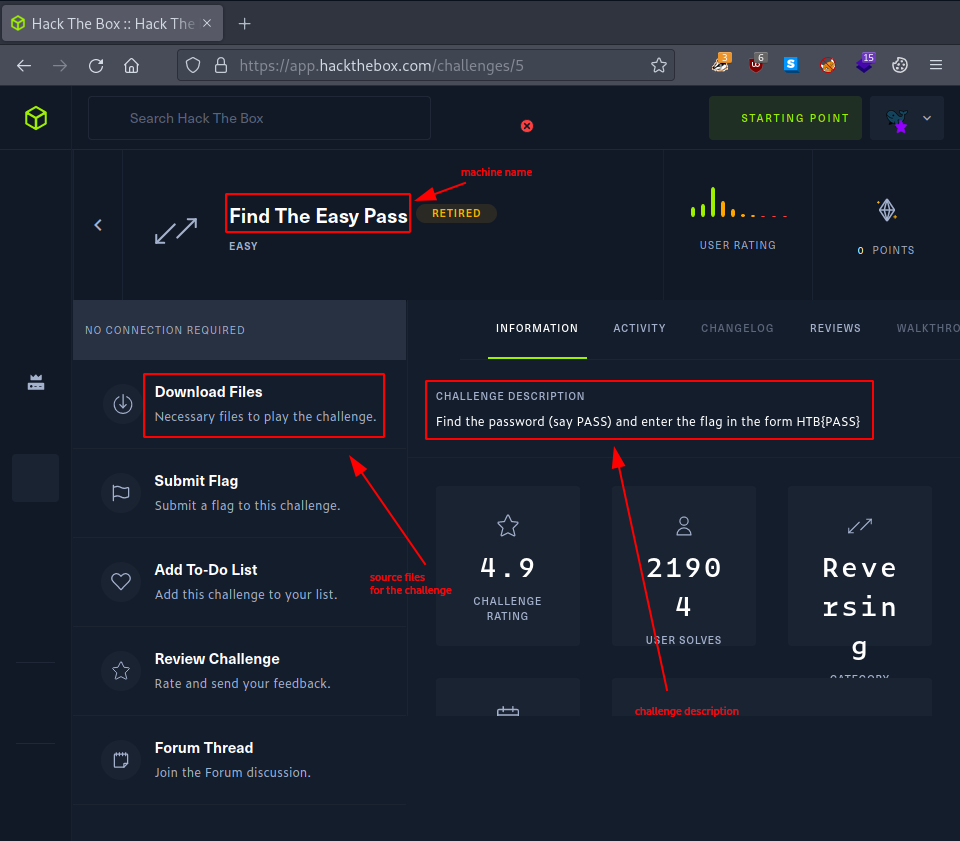 Hack The Box :: Hack The
https://app.hackthebox.com/challenges/5
3
6
S
15
Search Hack The Box
STARTING POINT
machine name
Find The Easy Pass
RETIRED
EASY
USER RATING
0 POINTS
NO CONNECTION REQUIRED
INFORMATION
ACTIVITY
CHANGELOG
REVIEWS
WALKTHRO
Download Files
Necessary files to play the challenge.
CHALLENGE DESCRIPTION
Find the password (say PASS) and enter the flag in the form HTB{PASS}
Submit Flag
Submit a flag to this challenge.
Add To-Do List
Add this challenge to your list.
source files
for the challenge
4.9
CHALLENGE
RATING
2190
4
USER SOLVES
Reve
rsin
g
CATEGORY
Review Challenge
Rate and send your feedback.
challenge description
Forum Thread
Join the Forum discussion.